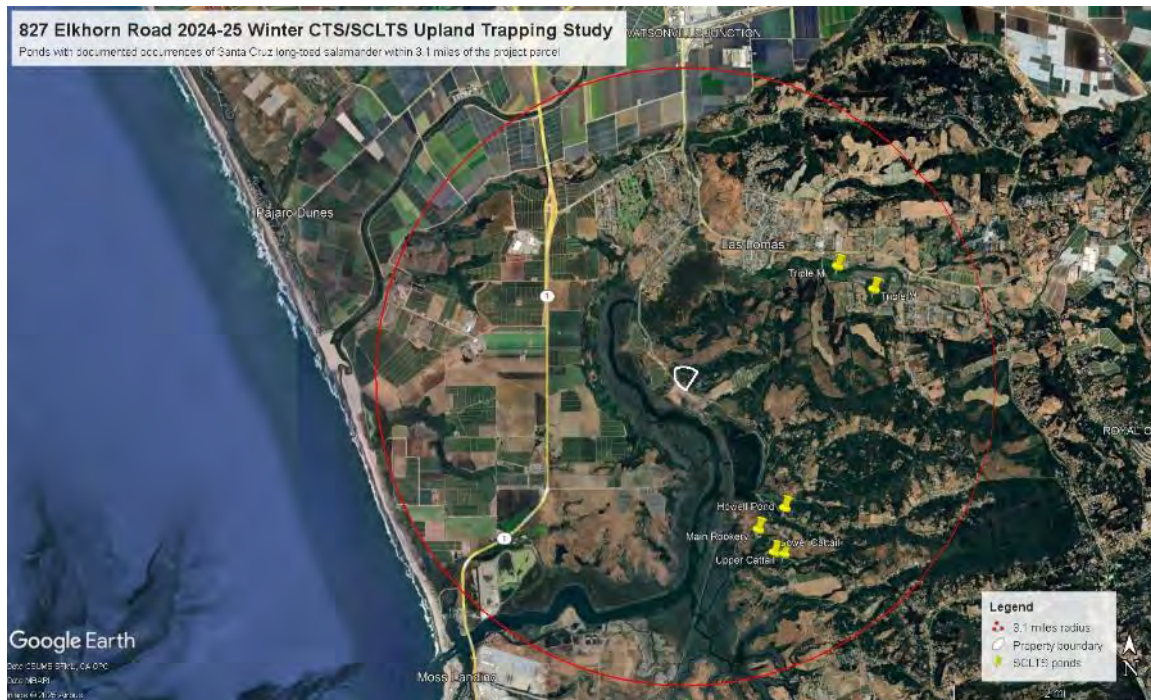 827 Elkhorn Road 2024-25 Winter CTS/SCLTS Upland Trapping Study
Ponds with documented occurrences of Santa Cruz long-toed salamander within 3.1 miles of the project parcel
WATSONVILLE JUNCTION
Pajaro Dunes
Las Lomas
Triple M
Triple M
1
ROYAL O
Howell Pond
Main Rookery
Lower Cattail
Upper Cattail
1
Legend
3.1 miles radius
Property boundary
SCLTS ponds
Google Earth
Data MBARI
Moss Landing
N